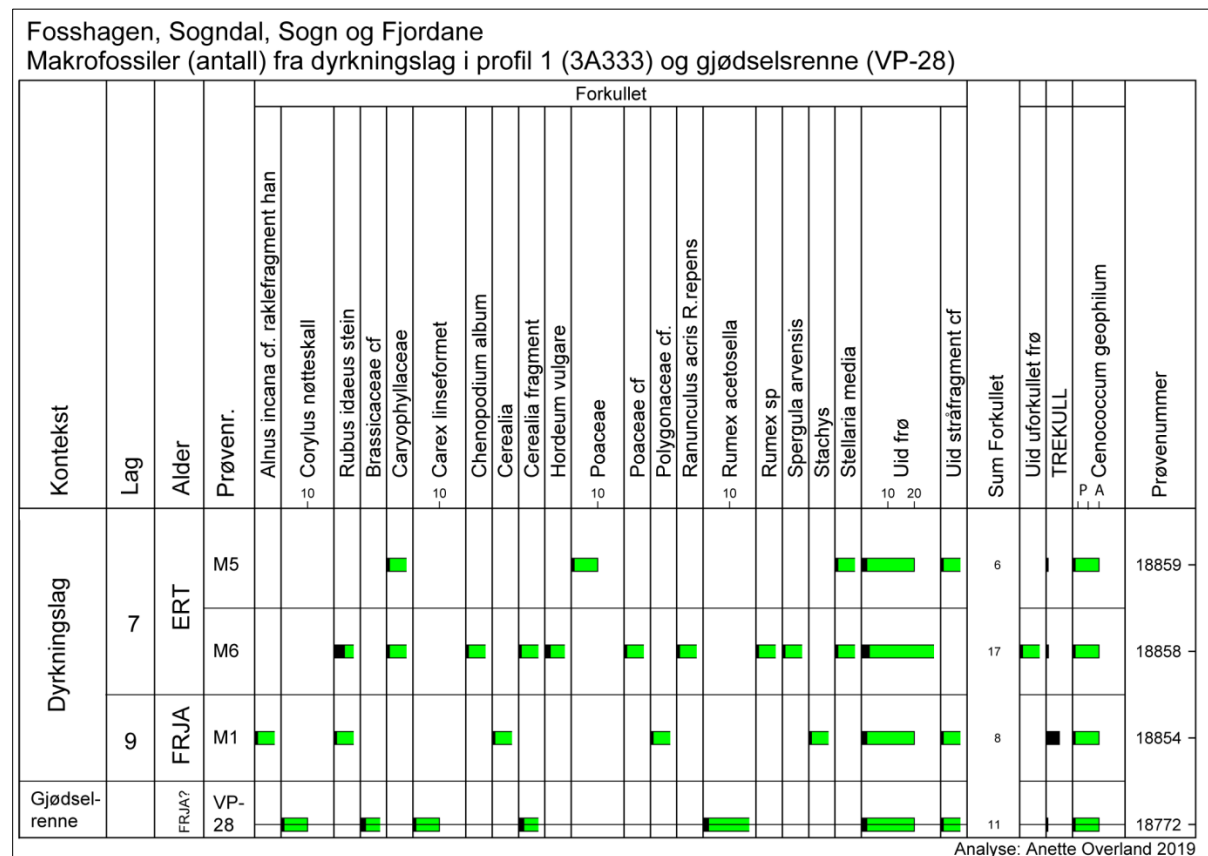 Fosshagen, Sogndal, Sogn og Fjordane
Makrofossiler (antall) fra dyrkningslag i profil 1 (3A333) og gjødselsrenne (VP-28)
Forkullet
Kontekst
Lag
Alder
Prøvenr.
Alnus incana cf. raklefragment han
Corylus nøtteskall
Rubus idaeus stein
Brassicaceae cf
Caryophyllaceae
Carex linseformet
Chenopodium album
Cerealia
Cerealia fragment
Hordeum vulgare
Poaceae
Poaceae cf
Polygonaceae cf.
Ranunculus acris R.repens
Rumex acetosella
Rumex sp
Spergula arvensis
Stachys
Stellaria media
Uid frø
Uid stråfragment cf
Sum Forkullet
Uid uforkullet frø
TREKULL
Cenococcum geophilum
Prøvenummer
10 10 10 10 10 20 P A
Dyrkningslag
7
ERT
M5 6 18859
M6 17 18858
9
FRJA
M1 8 18854
Gjødsel-
renne
FRJA?
VP-
28 11 18772
Analyse: Anette Overland 2019